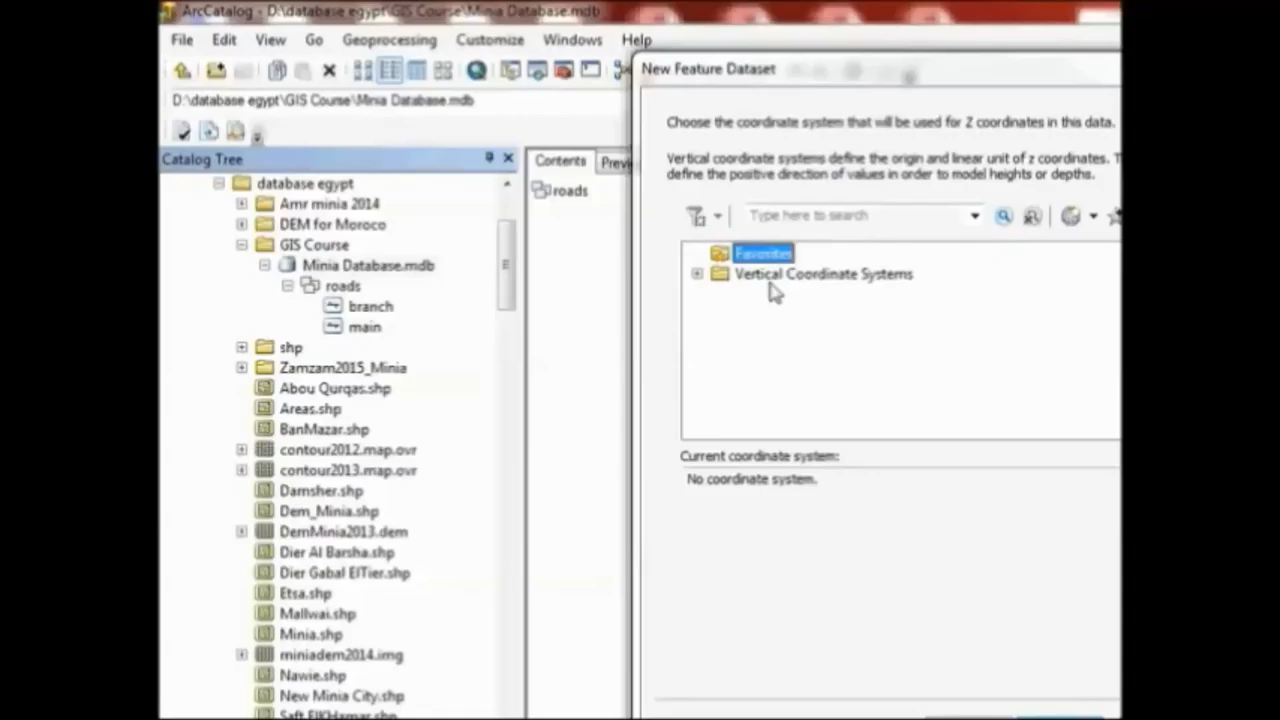 ArcCatalog - D:\database egypt\GIS Course\Minia Database.mdb
File Edit View Go Geoprocessing Customize Windows Help
D:\database egypt\GIS Course\Minia Database.mdb
Catalog Tree
database egypt
Amr minia 2014
DEM for Moroco
GIS Course
Minia Database.mdb
roads
branch
main
shp
Zamzam2015_Minia
Abou Qurqas.shp
Areas.shp
BanMazar.shp
contour2012.map.ovr
contour2013.map.ovr
Damsher.shp
Dem_Minia.shp
DemMinia2013.dem
Dier Al Barsha.shp
Dier Gabal ElTier.shp
Etsa.shp
Mallwai.shp
Minia.shp
miniadem2014.img
Nawie.shp
New Minia City.shp
Saft ElKHamar.shp
Contents Previ
roads
New Feature Dataset
Choose the coordinate system that will be used for Z coordinates in this data.
Vertical coordinate systems define the origin and linear unit of z coordinates. T
define the positive direction of values in order to model heights or depths.
Type here to search
Favorites
Vertical Coordinate Systems
Current coordinate system:
No coordinate system.